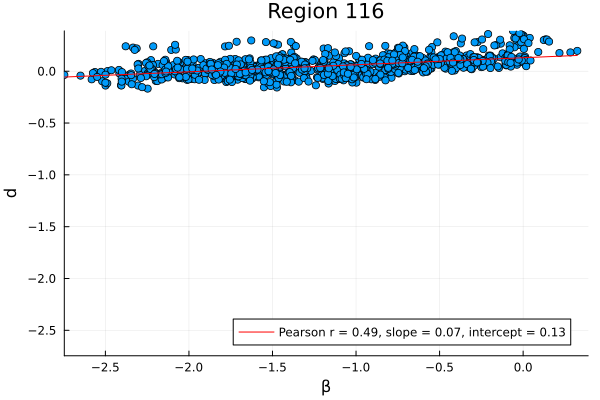 Region 116
d
0.0
−0.5
−1.0
−1.5
−2.0
−2.5
Pearson r = 0.49, slope = 0.07, intercept = 0.13
−2.5 −2.0 −1.5 −1.0 −0.5 0.0
β